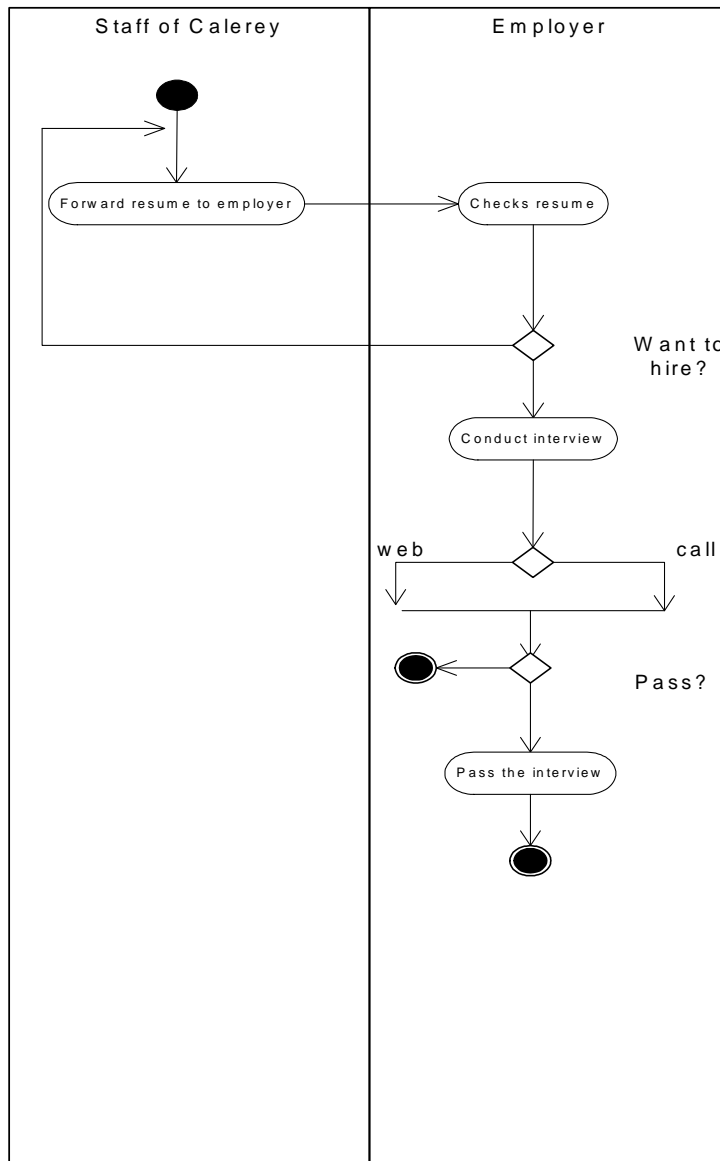 Staff of Calerey
Employer
Forward resume to employer
Checks resume
Want to
hire?
Conduct interview
web
call
Pass?
Pass the interview